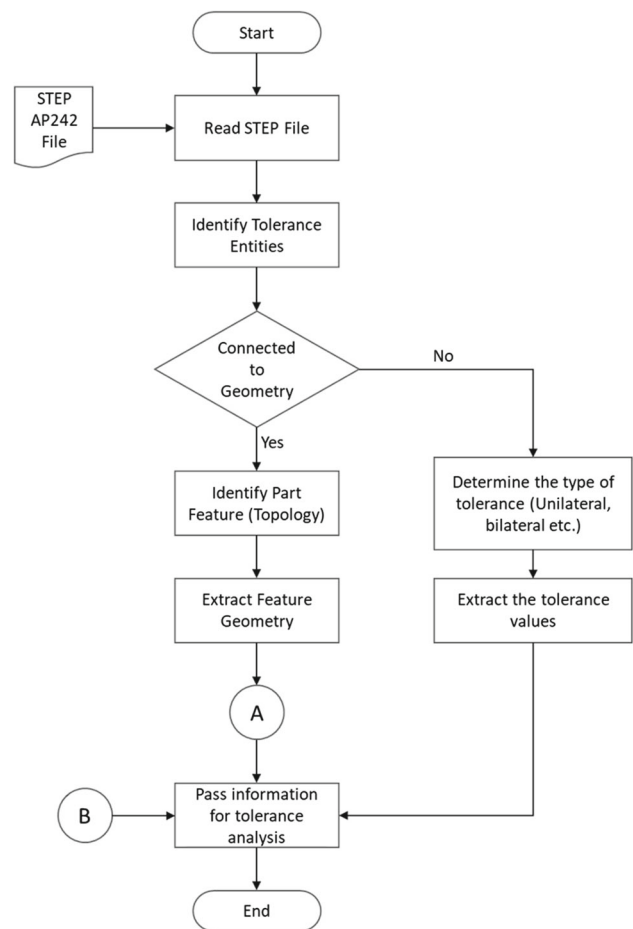 Start
STEP
AP242
File
Read STEP File
Identify Tolerance
Entities
Connected
to
Geometry
No
Yes
Identify Part
Feature (Topology)
Determine the type of
tolerance (Unilateral,
bilateral etc.)
Extract Feature
Geometry
Extract the tolerance
values
A
B
Pass information
for tolerance
analysis
End